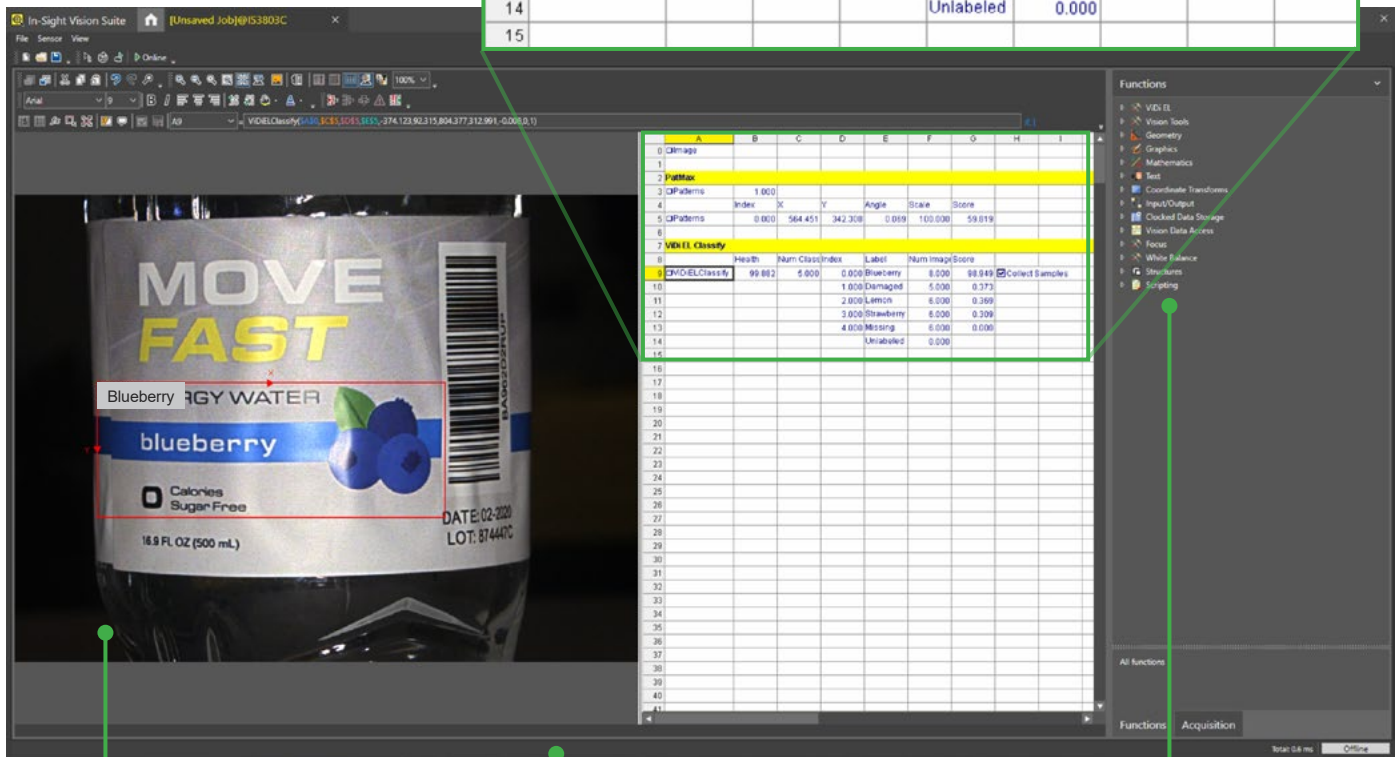 14 Unlabeled 0.000
15
In-Sight Vision Suite [Unsaved Job]@IS3803C ×
File Sensor View
Online
100%
Arial 9 B I
A9 = VIDIELClassify($A$0,$C$5,$D$5,$E$5,-374.123,92.315,804.377,312.991,-0.008,0,1)
A B C D E F G H I
0 Image
1
2 PatMax
3 Patterns 1.000
4 Index X Y Angle Scale Score
5 Patterns 0.000 564.451 342.308 0.069 100.000 59.819
6
7 ViDi EL Classify
8 Health Num Class Index Label Num Image Score
9 ViDiELClassify 99.882 5.000 0.000 Blueberry 8.000 98.949 Collect Samples
10 1.000 Damaged 5.000 0.373
11 2.000 Lemon 6.000 0.369
12 3.000 Strawberry 6.000 0.309
13 4.000 Missing 6.000 0.000
14 Unlabeled 0.000
15
16
17
18
19
20
21
22
23
24
25
26
27
28
29
30
31
32
33
34
35
36
37
38
39
40
41
MOVE
FAST
RGY WATER
Blueberry
blueberry
0 Calories
Sugar Free
16.9 FL OZ (500 mL)
BA962D2RUP
DATE: 02-2020
LOT: 874447C
X
Y
Functions
ViDi EL
Vision Tools
Geometry
Graphics
Mathematics
Text
Coordinate Transforms
Input/Output
Clocked Data Storage
Vision Data Access
Focus
White Balance
Structures
Scripting
All functions
Functions Acquisition
Total: 0.6 ms Offline